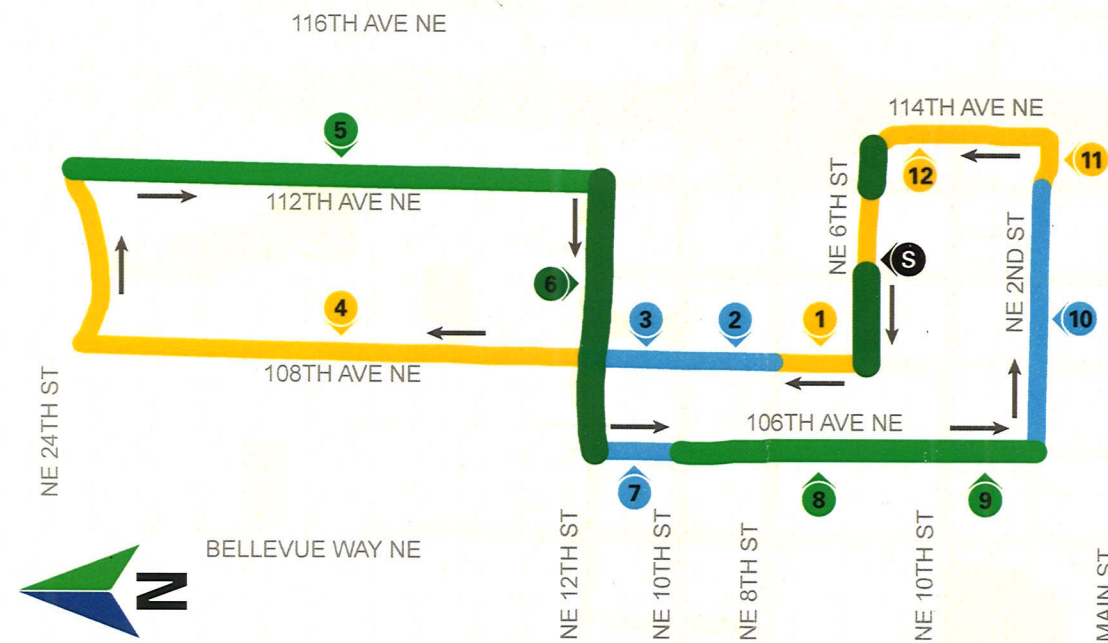 116TH AVE NE
114TH AVE NE
5
11
12
112TH AVE NE
NE 6TH ST
S
NE 2ND ST
6
4
3
2
1
10
108TH AVE NE
106TH AVE NE
NE 24TH ST
7
8
9
BELLEVUE WAY NE
NE 12TH ST
NE 10TH ST
NE 8TH ST
NE 10TH ST
MAIN ST
N